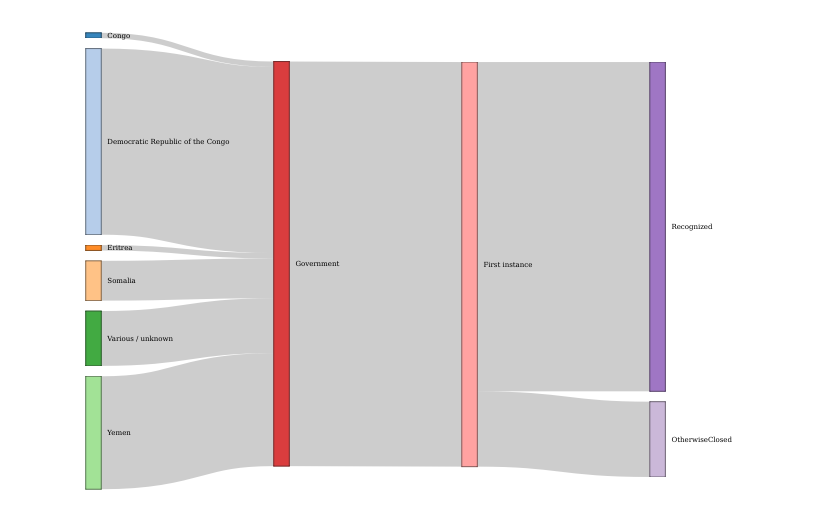 Congo
Democratic Republic of the Congo
Eritrea
Somalia
Various / unknown
Yemen
Government
First instance
Recognized
OtherwiseClosed